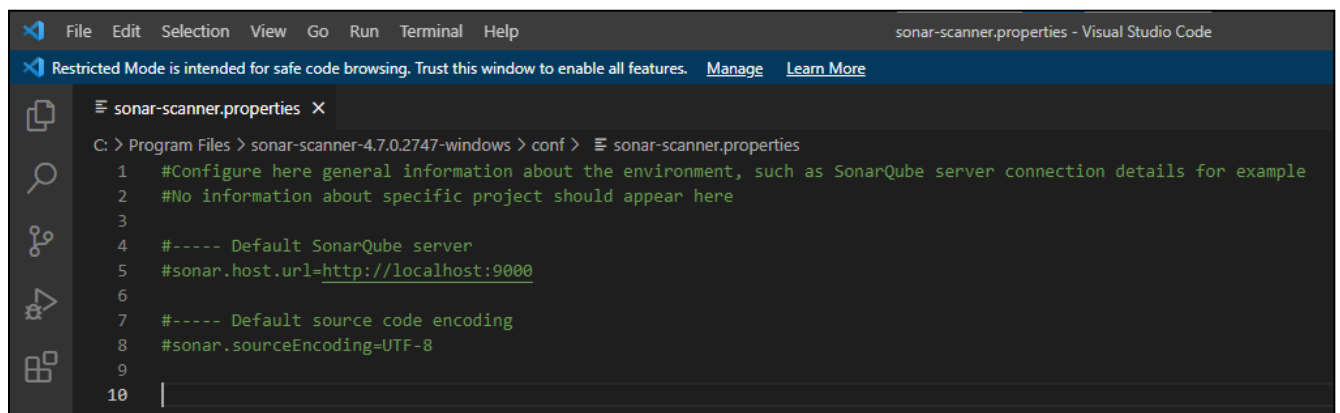 File Edit Selection View Go Run Terminal Help sonar-scanner.properties - Visual Studio Code
Restricted Mode is intended for safe code browsing. Trust this window to enable all features. Manage Learn More
sonar-scanner.properties
C: > Program Files > sonar-scanner-4.7.0.2747-windows > conf > sonar-scanner.properties
1 #Configure here general information about the environment, such as SonarQube server connection details for example
2 #No information about specific project should appear here
3
4 #----- Default SonarQube server
5 #sonar.host.url=http://localhost:9000
6
7 #----- Default source code encoding
8 #sonar.sourceEncoding=UTF-8
9
10